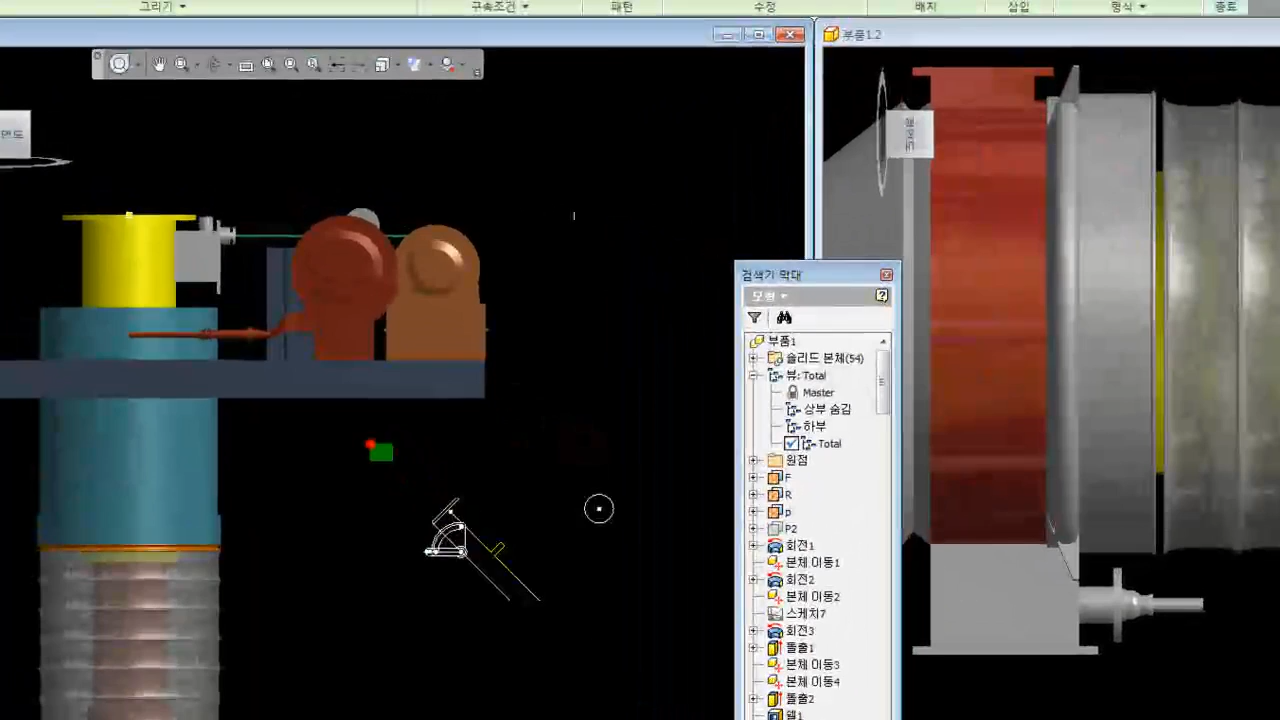 그리기
구속조건
패턴
수정
배치
삽입
형식
종료
부품1.2
검색기 막대
모형
부품1
솔리드 본체(54)
뷰: Total
Master
상부 숨김
하부
Total
원점
F
R
p
P2
회전1
본체 이동1
회전2
본체 이동2
스케치7
회전3
돌출1
본체 이동3
본체 이동4
돌출2
쉘1